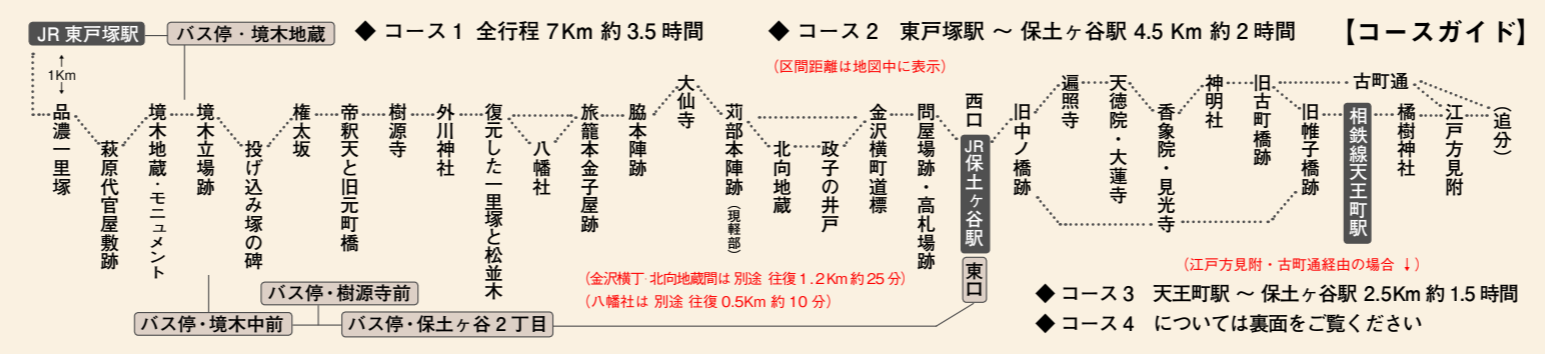 JR 東戸塚駅
バス停・境木地蔵
◆ コース 1 全行程 7Km 約 3.5 時間
◆ コース 2 東戸塚駅 ～ 保土ヶ谷駅 4.5 Km 約 2 時間
【コースガイド】
（区間距離は地図中に表示）
↑
1Km
↓
品濃一里塚
萩原代官屋敷跡
境木地蔵・モニュメント
境木立場跡
投げ込み塚の碑
権太坂
帝釈天と旧元町橋
樹源寺
外川神社
復元した一里塚と松並木
八幡社
旅籠本金子屋跡
脇本陣跡
大仙寺
苅部本陣跡（現軽部）
北向地蔵
政子の井戸
金沢横町道標
問屋場跡・高札場跡
西口
JR保土ヶ谷駅
東口
旧中ノ橋跡
遍照寺
天徳院・大蓮寺
香象院・見光寺
神明社
旧古町橋跡
旧帷子橋跡
古町通
相鉄線天王町駅
橘樹神社
江戸方見附
（追分）
（金沢横丁·北向地蔵間は 別途 往復 1.2Km 約 25 分）
（八幡社は 別途 往復 0.5Km 約 10 分）
バス停・樹源寺前
バス停・境木中前
バス停・保土ヶ谷 2 丁目
（江戸方見附・古町通経由の場合 ↓）
◆ コース 3 天王町駅 ～ 保土ヶ谷駅 2.5Km 約 1.5 時間
◆ コース 4 については裏面をご覧ください